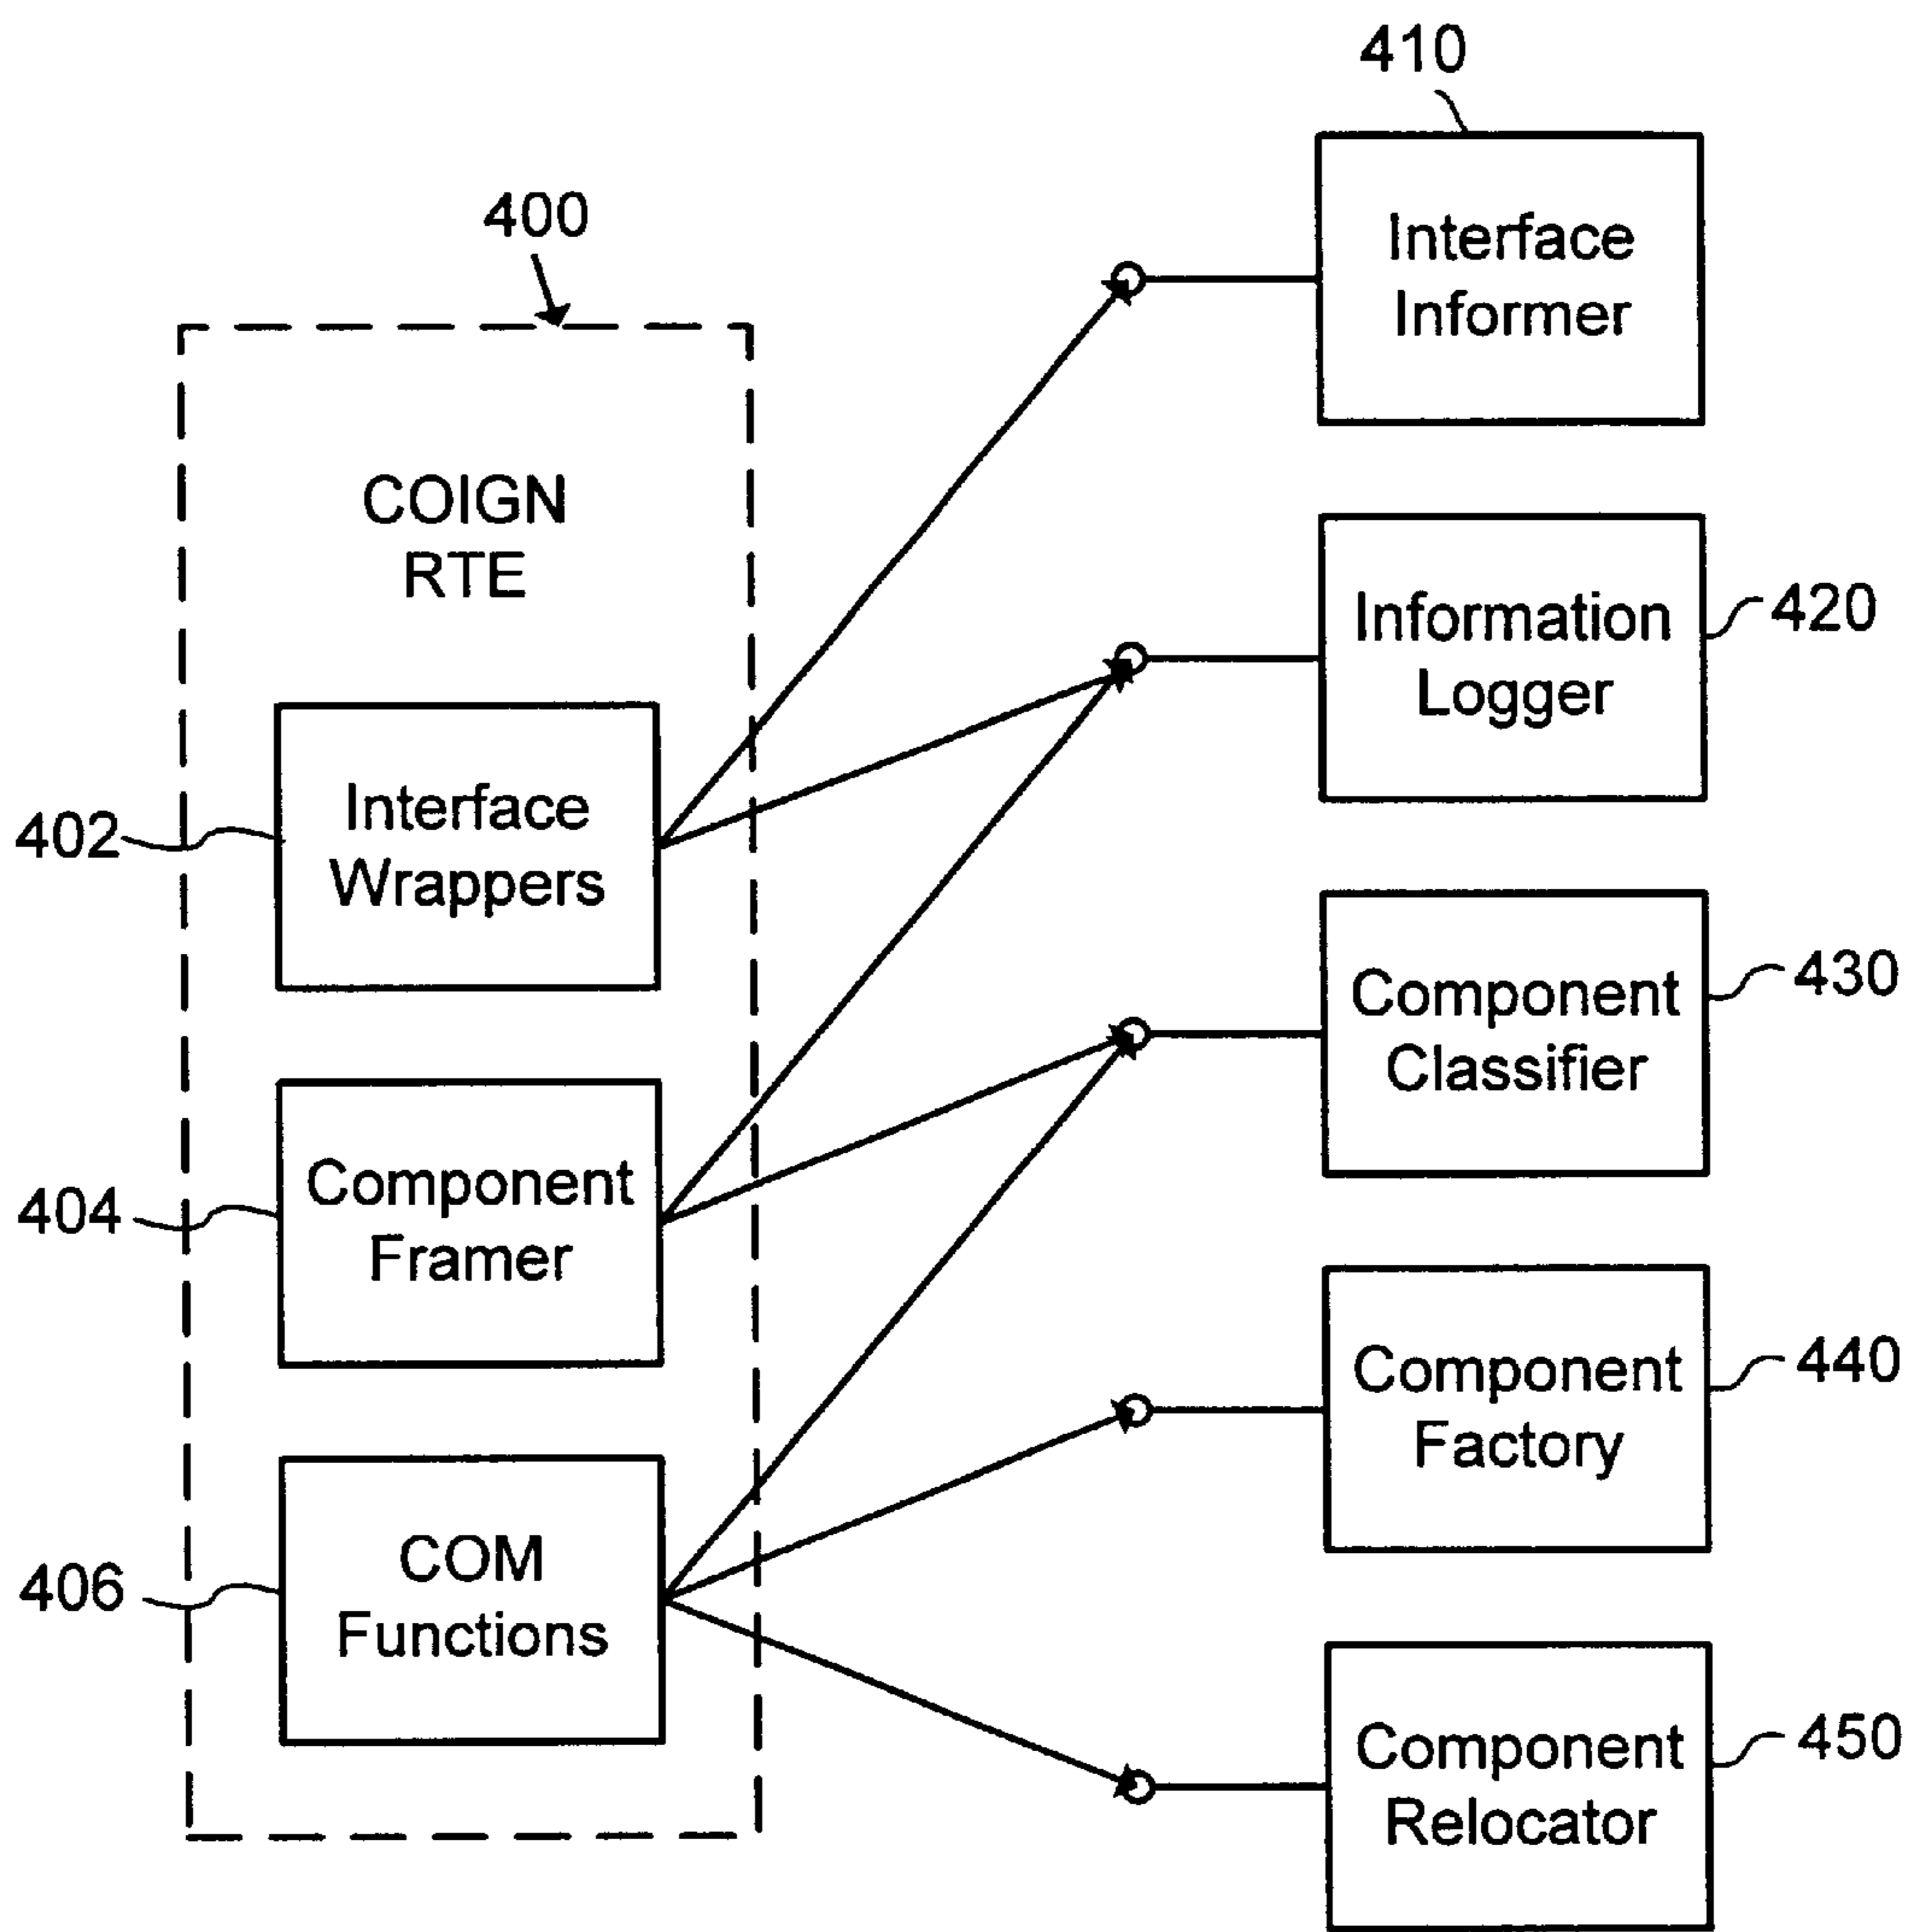 410
Interface
Informer
400
COIGN
RTE
Information
Logger
420
Interface
Wrappers
402
Component
Classifier
430
Component
Framer
404
Component
Factory
440
COM
Functions
406
Component
Relocator
450